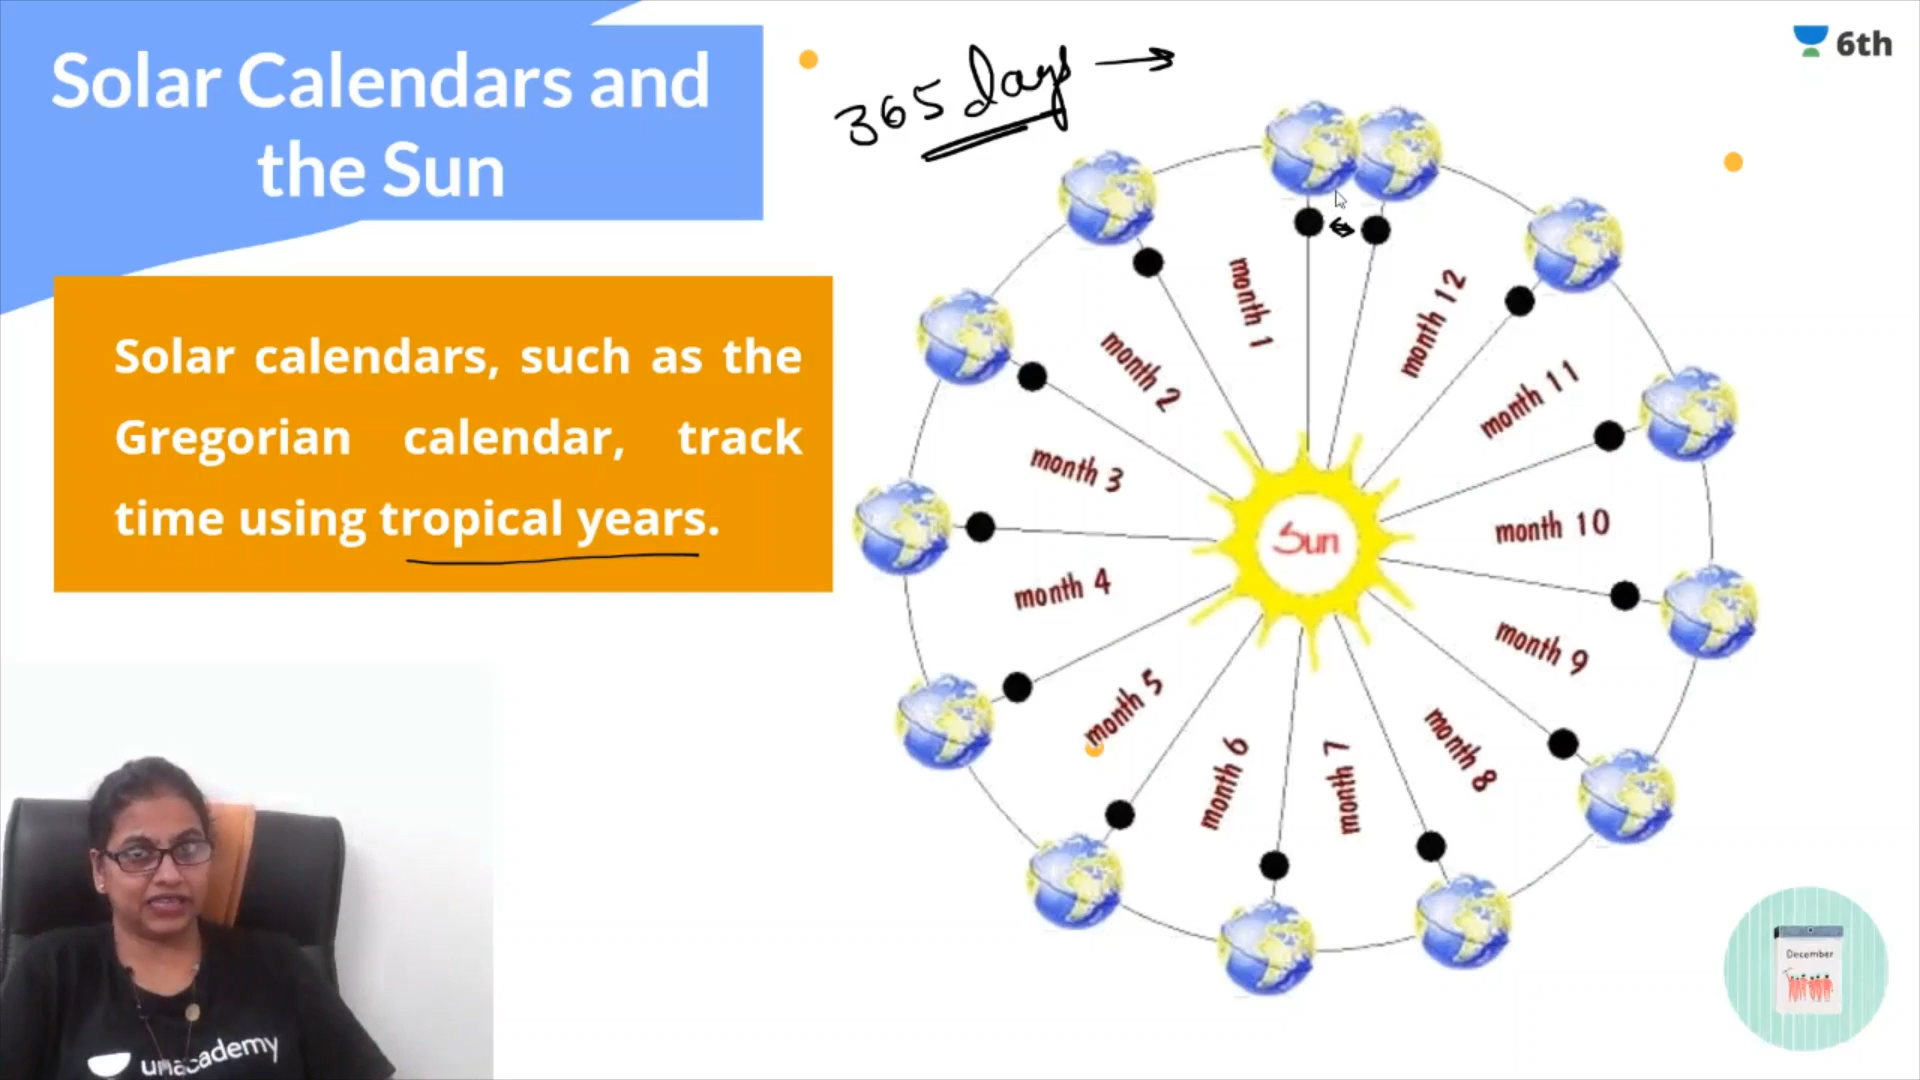 Solar Calendars and
the Sun
365 days
6th
Solar calendars, such as the
Gregorian calendar, track
time using tropical years.
month 1
month 2
month 3
month 4
month 5
month 6
month 7
month 8
month 9
month 10
month 11
month 12
Sun
December
unacademy